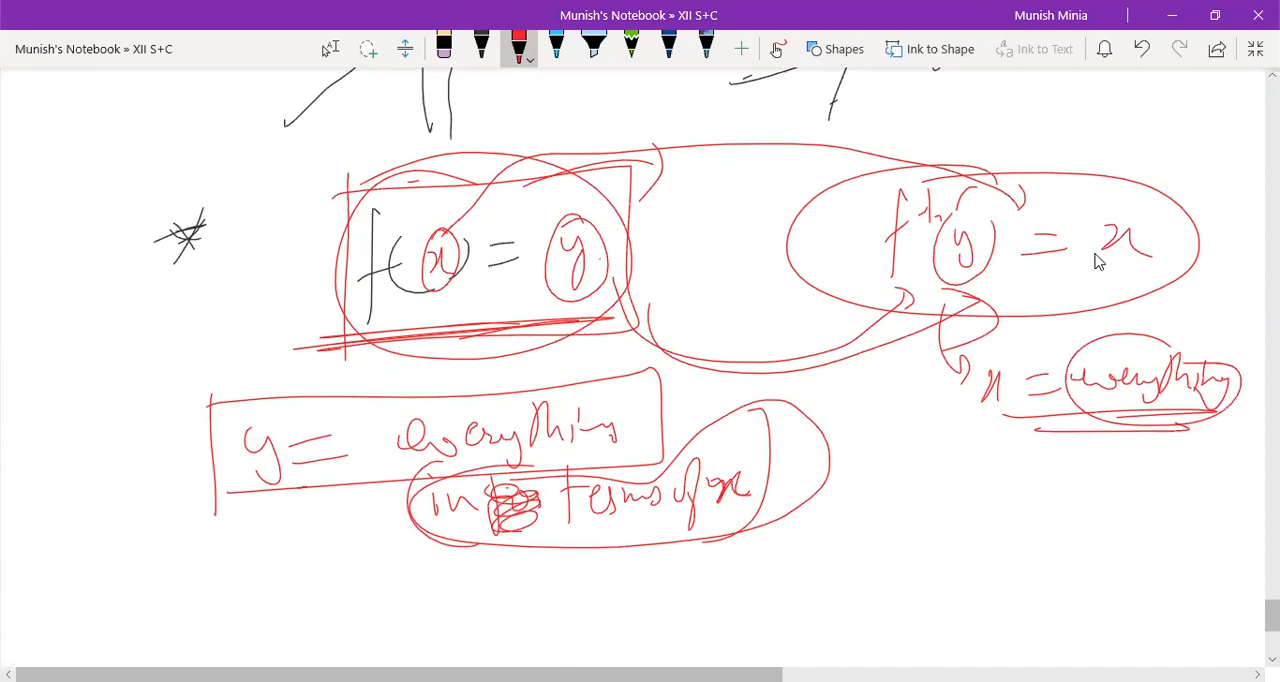 Munish's Notebook » XII S+C
Munish Minia
Munish's Notebook » XII S+C
Shapes
Ink to Shape
Ink to Text
f(x) = y
f⁻¹(y) = x
x = everything
y = everything
in terms of x